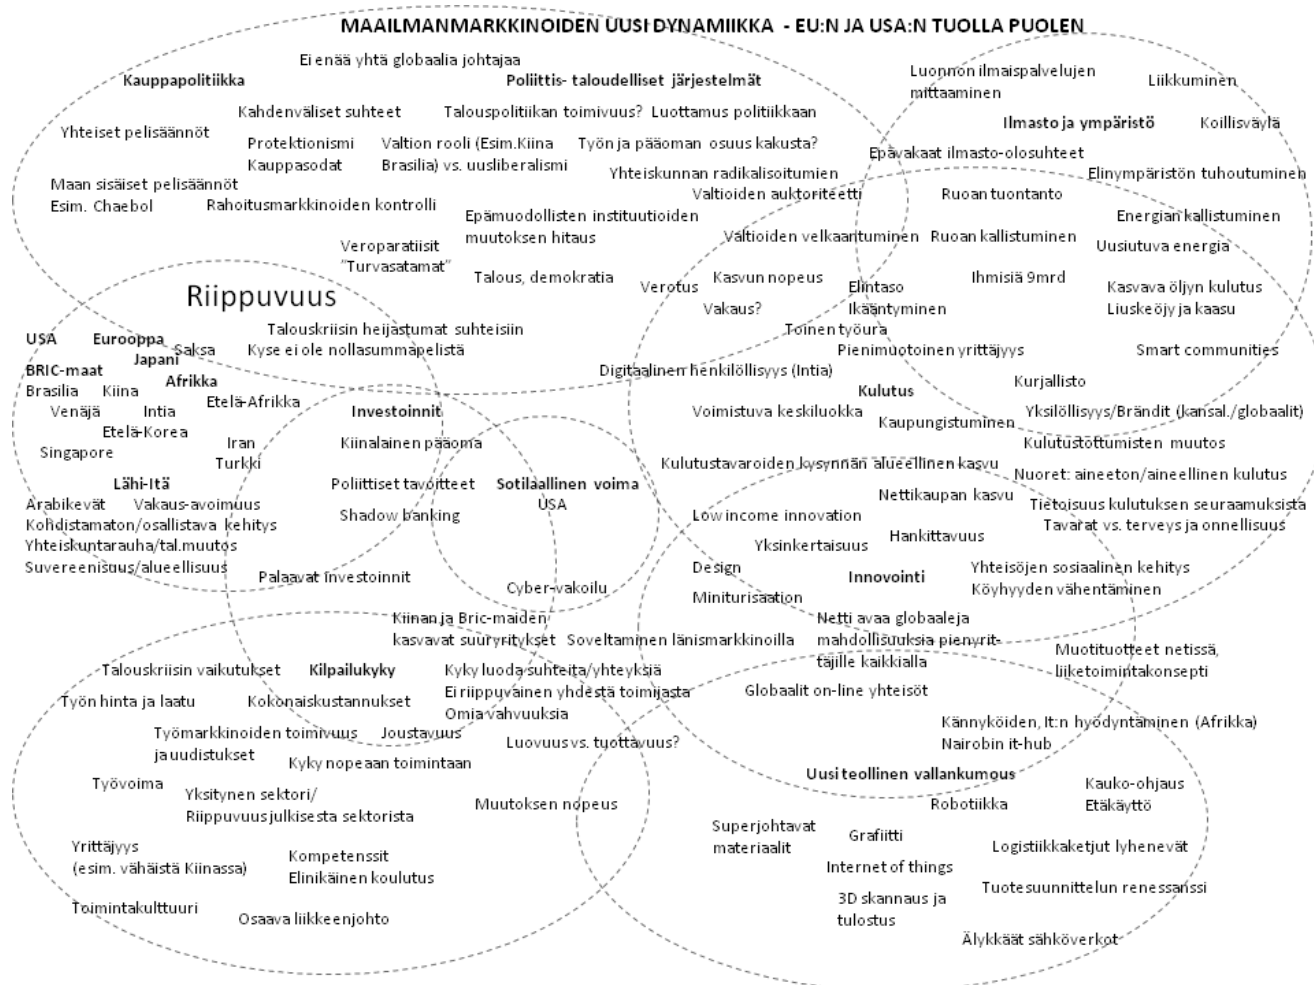 MAAILMANMARKKINOIDEN UUSI DYNAMIIKKA - EU:N JA USA:N TUOLLA PUOLEN
Ei enää yhtä globaalia johtajaa
Kauppapolitiikka
Poliittis- taloudelliset järjestelmät
Kahdenväliset suhteet
Talouspolitiikan toimivuus?
Luottamus politiikkaan
Yhteiset pelisäännöt
Protektionismi
Kauppasodat
Valtion rooli (Esim.Kiina
Brasilia) vs. uusliberalismi
Työn ja pääoman osuus kakusta?
Yhteiskunnan radikalisoitumien
Maan sisäiset pelisäännöt
Esim. Chaebol
Rahoitusmarkkinoiden kontrolli
Valtioiden auktoriteetti
Epämuodollisten instituutioiden
muutoksen hitaus
Valtioiden velkaantuminen
Veroparatiisit
"Turvasatamat"
Talous, demokratia
Verotus
Kasvun nopeus
Vakaus?
Luonnon ilmaispalvelujen
mittaaminen
Liikkuminen
Ilmasto ja ympäristö
Koillisväylä
Epävakaat ilmasto-olosuhteet
Elinympäristön tuhoutuminen
Ruoan tuontanto
Energian kallistuminen
Ruoan kallistuminen
Uusiutuva energia
Ihmisiä 9mrd
Kasvava öljyn kulutus
Liuskeöjy ja kaasu
Elintaso
Ikääntyminen
Toinen työura
Pienimuotoinen yrittäjyys
Smart communities
Digitaalinen henkilöllisyys (Intia)
Kulutus
Kurjallisto
Voimistuva keskiluokka
Kaupungistuminen
Yksilöllisyys/Brändit (kansal./globaalit)
Kulutustottumisten muutos
Kulutustavaroiden kysynnän alueellinen kasvu
Nuoret: aineeton/aineellinen kulutus
Nettikaupan kasvu
Tietoisuus kulutuksen seuraamuksista
Tavarat vs. terveys ja onnellisuus
Riippuvuus
Talouskriisin heijastumat suhteisiin
Kyse ei ole nollasummapelistä
USA
Eurooppa
Saksa
Japani
BRIC-maat
Afrikka
Brasilia
Kiina
Etelä-Afrikka
Venäjä
Intia
Etelä-Korea
Singapore
Iran
Turkki
Lähi-Itä
Arabikevät
Vakaus-avoimuus
Kohdistamaton/osallistava kehitys
Yhteiskuntarauha/tal.muutos
Suvereenisuus/alueellisuus
Investoinnit
Kiinalainen pääoma
Poliittiset tavoitteet
Shadow banking
Palaavat investoinnit
Sotilaallinen voima
USA
Cyber-vakoilu
Low income innovation
Hankittavuus
Yksinkertaisuus
Design
Innovointi
Yhteisöjen sosiaalinen kehitys
Köyhyyden vähentäminen
Miniturisaation
Netti avaa globaaleja
mahdollisuuksia pienyrit-
täjille kaikkialla
Soveltaminen länismarkkinoilla
Muotituotteet netissä,
liiketoimintakonsepti
Globaalit on-line yhteisöt
Kännyköiden, It:n hyödyntäminen (Afrikka)
Nairobin it-hub
Kiinan ja Bric-maiden
kasvavat suuryritykset
Talouskriisin vaikutukset
Kilpailukyky
Kyky luoda suhteita/yhteyksiä
Ei riippuvainen yhdestä toimijasta
Omia vahvuuksia
Työn hinta ja laatu
Kokonaiskustannukset
Työmarkkinoiden toimivuus
ja uudistukset
Joustavuus
Luovuus vs. tuottavuus?
Kyky nopeaan toimintaan
Työvoima
Yksitynen sektori/
Riippuvuus julkisesta sektorista
Muutoksen nopeus
Yrittäjyys
(esim. vähäistä Kiinassa)
Kompetenssit
Elinikäinen koulutus
Toimintakulttuuri
Osaava liikkeenjohto
Uusi teollinen vallankumous
Kauko-ohjaus
Etäkäyttö
Robotiikka
Superjohtavat
materiaalit
Grafiitti
Logistiikkaketjut lyhenevät
Internet of things
Tuotesuunnittelun renessanssi
3D skannaus ja
tulostus
Älykkäät sähköverkot